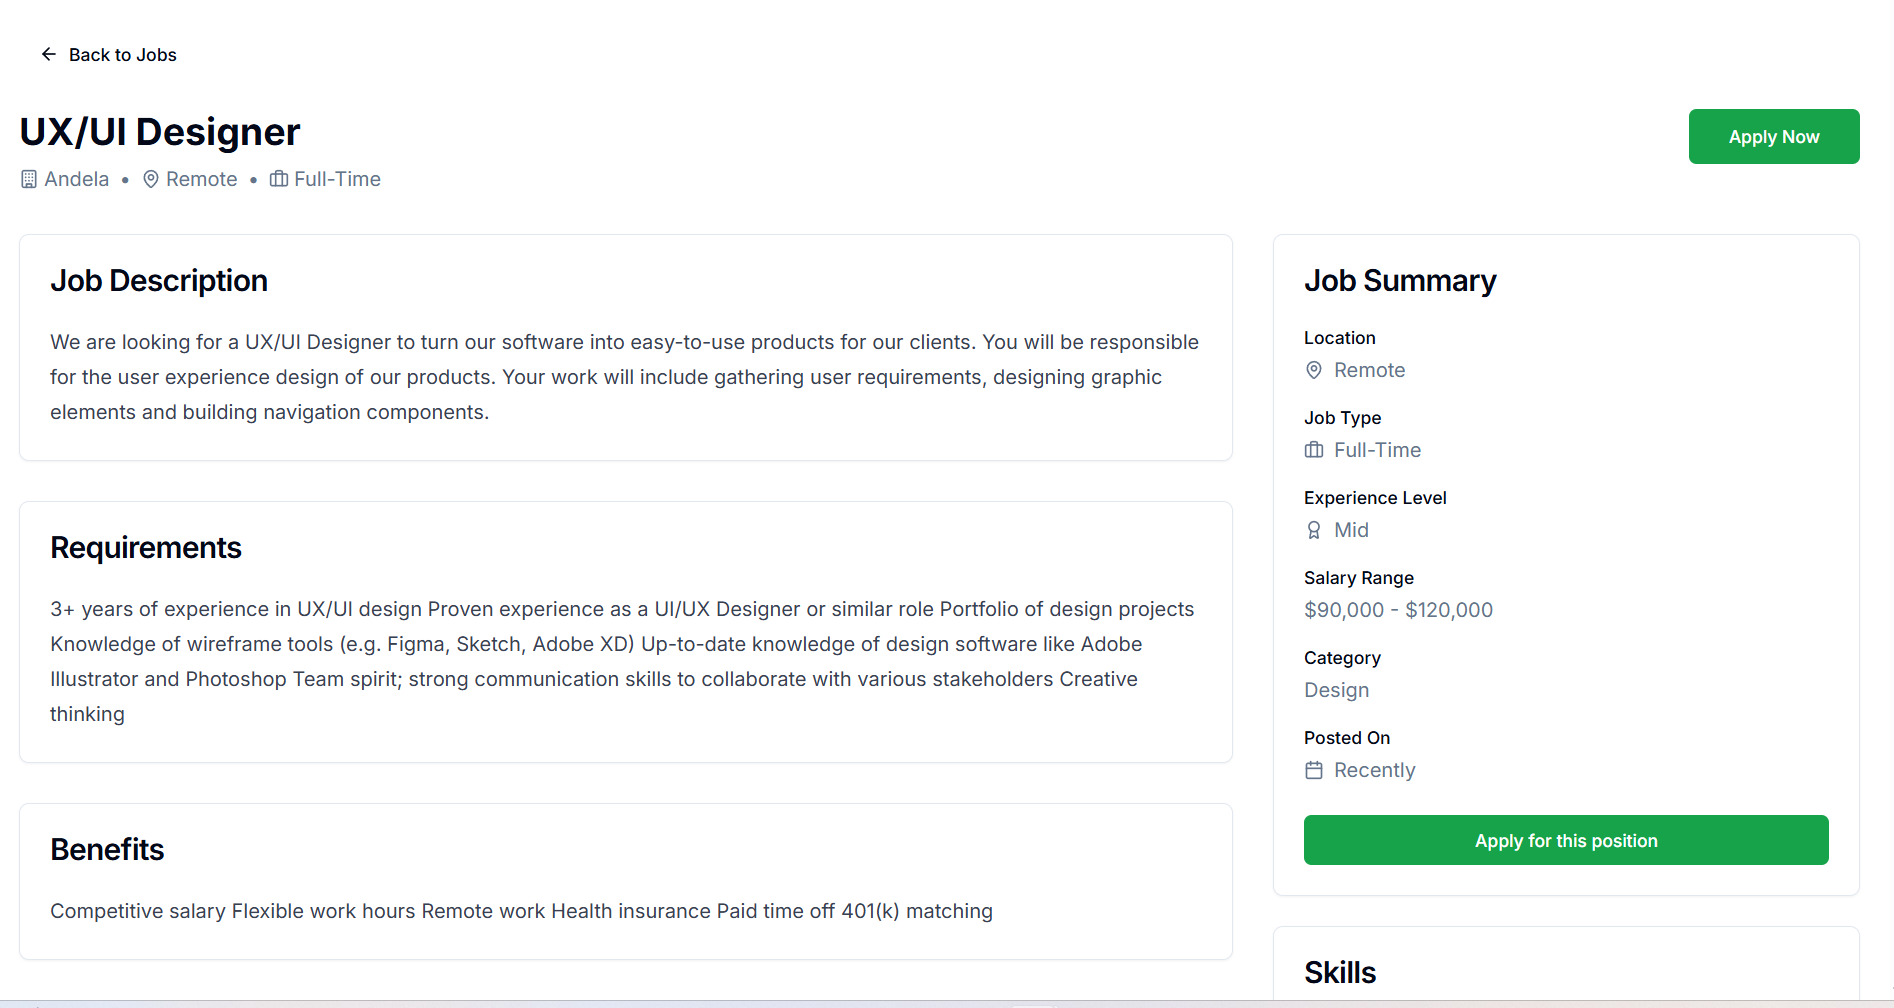 Back to Jobs
UX/UI Designer
Apply Now
Andela • Remote • Full-Time
Job Description
We are looking for a UX/UI Designer to turn our software into easy-to-use products for our clients. You will be responsible
for the user experience design of our products. Your work will include gathering user requirements, designing graphic
elements and building navigation components.
Requirements
3+ years of experience in UX/UI design Proven experience as a UI/UX Designer or similar role Portfolio of design projects
Knowledge of wireframe tools (e.g. Figma, Sketch, Adobe XD) Up-to-date knowledge of design software like Adobe
Illustrator and Photoshop Team spirit; strong communication skills to collaborate with various stakeholders Creative
thinking
Benefits
Competitive salary Flexible work hours Remote work Health insurance Paid time off 401(k) matching
Job Summary
Location
Remote
Job Type
Full-Time
Experience Level
Mid
Salary Range
$90,000 - $120,000
Category
Design
Posted On
Recently
Apply for this position
Skills